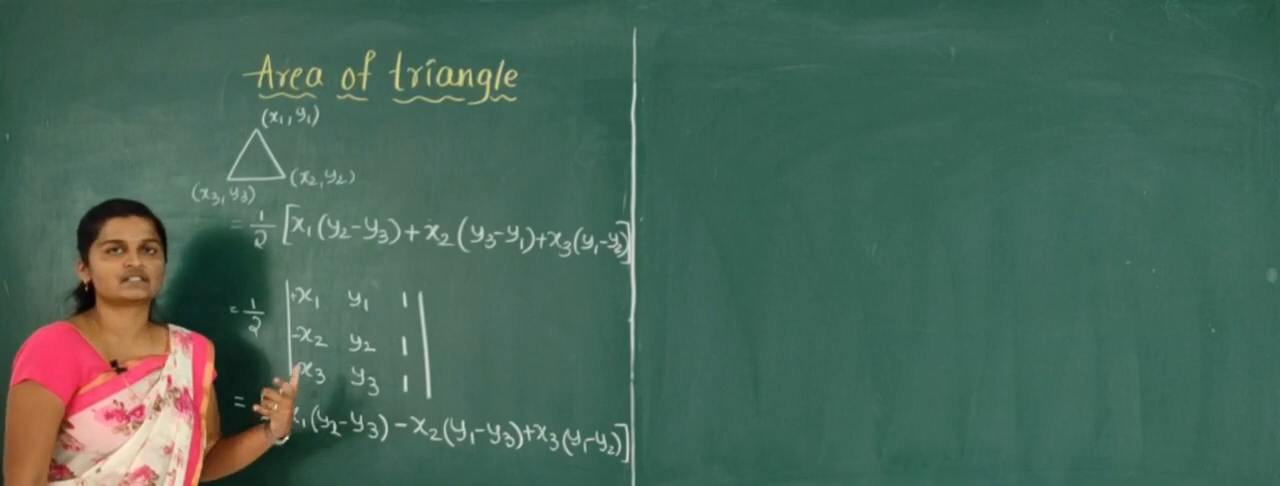 Area of triangle
(x₁, y₁)
(x₃, y₃) (x₂, y₂)
= 1/2 [x₁(y₂-y₃)+x₂(y₃-y₁)+x₃(y₁-y₂)]
= 1/2 | +x₁ y₁ 1 |
| -x₂ y₂ 1 |
| x₃ y₃ 1 |
= x₁(y₂-y₃)-x₂(y₁-y₃)+x₃(y₁-y₂)]